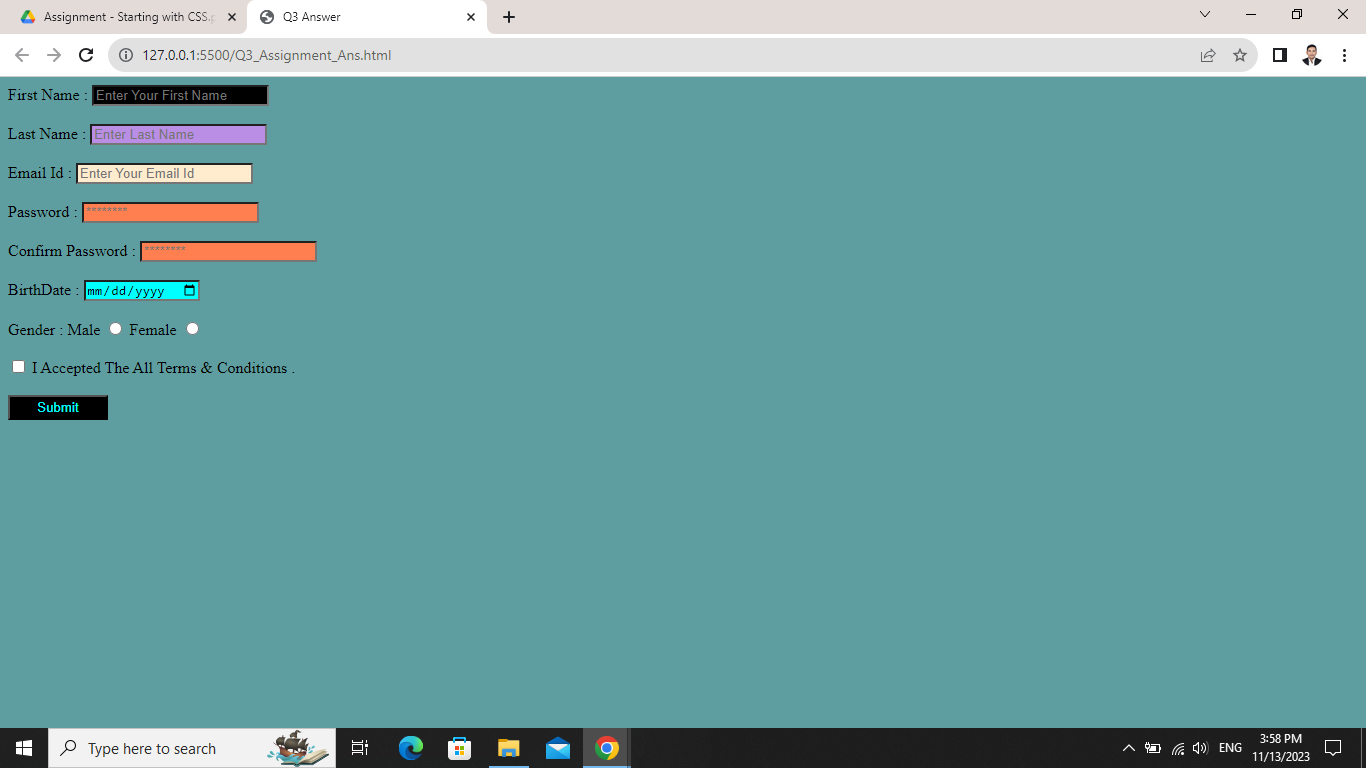 Assignment - Starting with CSS.p
Q3 Answer
127.0.0.1:5500/Q3_Assignment_Ans.html
First Name : Enter Your First Name
Last Name : Enter Last Name
Email Id : Enter Your Email Id
Password : ********
Confirm Password : ********
BirthDate : mm/dd/yyyy
Gender : Male Female
I Accepted The All Terms & Conditions .
Submit
Type here to search
ENG
3:58 PM
11/13/2023